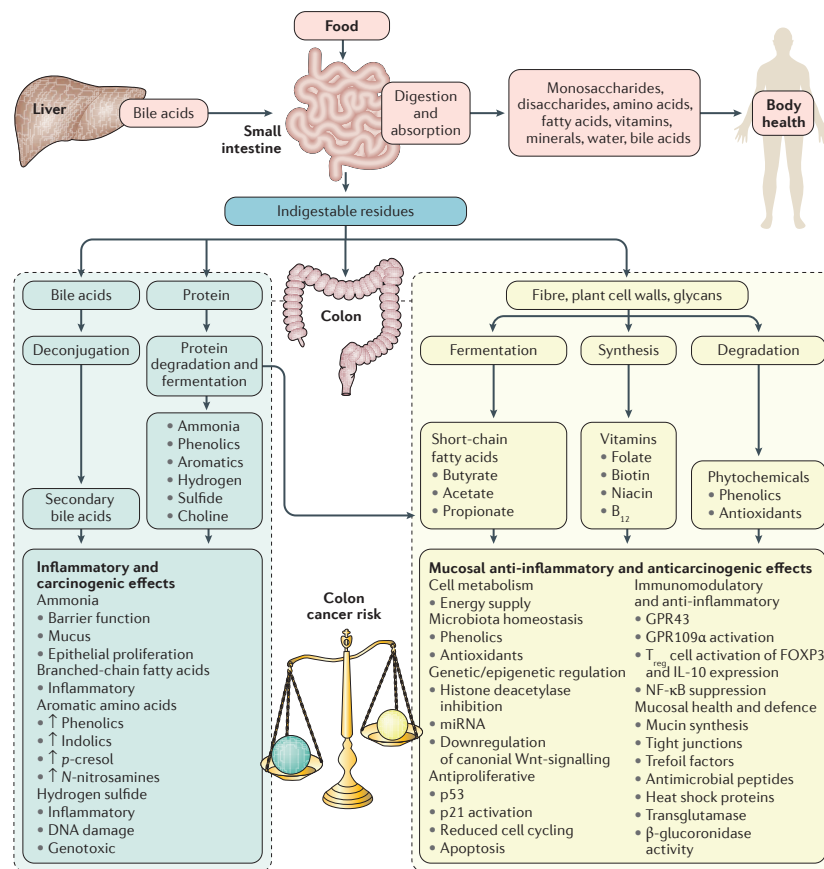 Food
Liver
Bile acids
Small
intestine
Digestion
and
absorption
Monosaccharides,
disaccharides, amino acids,
fatty acids, vitamins,
minerals, water, bile acids
Body
health
Indigestable residues
Bile acids
Protein
Colon
Fibre, plant cell walls, glycans
Deconjugation
Protein
degradation and
fermentation
Fermentation
Synthesis
Degradation
• Ammonia
• Phenolics
• Aromatics
• Hydrogen
• Sulfide
• Choline
Secondary
bile acids
Short-chain
fatty acids
• Butyrate
• Acetate
• Propionate
Vitamins
• Folate
• Biotin
• Niacin
• B12
Phytochemicals
• Phenolics
• Antioxidants
Inflammatory and
carcinogenic effects
Ammonia
• Barrier function
• Mucus
• Epithelial proliferation
Branched-chain fatty acids
• Inflammatory
Aromatic amino acids
• ↑ Phenolics
• ↑ Indolics
• ↑ p-cresol
• ↑ N-nitrosamines
Hydrogen sulfide
• Inflammatory
• DNA damage
• Genotoxic
Colon
cancer risk
Mucosal anti-inflammatory and anticarcinogenic effects
Cell metabolism
• Energy supply
Microbiota homeostasis
• Phenolics
• Antioxidants
Genetic/epigenetic regulation
• Histone deacetylase
inhibition
• miRNA
• Downregulation
of canonial Wnt-signalling
Antiproliferative
• p53
• p21 activation
• Reduced cell cycling
• Apoptosis
Immunomodulatory
and anti-inflammatory
• GPR43
• GPR109α activation
• Treg cell activation of FOXP3
and IL-10 expression
• NF-κB suppression
Mucosal health and defence
• Mucin synthesis
• Tight junctions
• Trefoil factors
• Antimicrobial peptides
• Heat shock proteins
• Transglutamase
• β-glucoronidase
activity